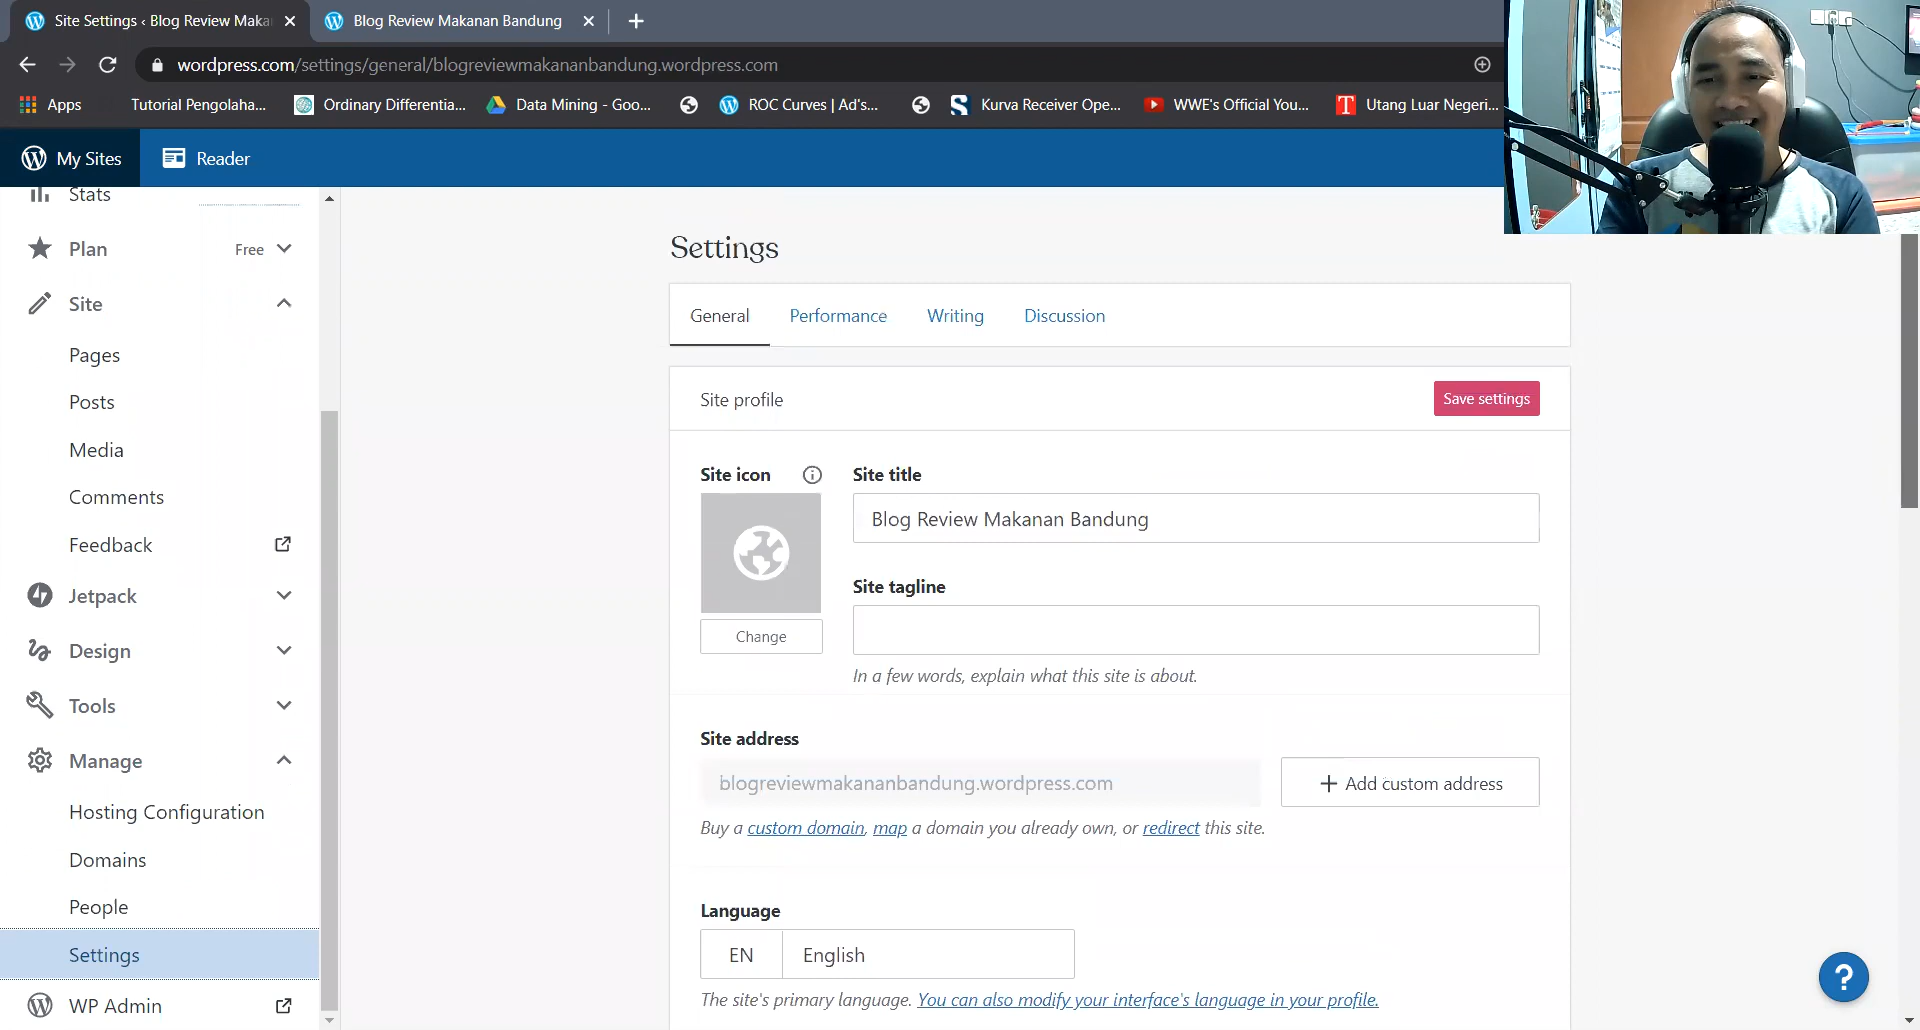 Site Settings ‹ Blog Review Maka
Blog Review Makanan Bandung
wordpress.com/settings/general/blogreviewmakananbandung.wordpress.com
Apps
Tutorial Pengolaha...
Ordinary Differentia...
Data Mining - Goo...
ROC Curves | Ad's...
Kurva Receiver Ope...
WWE's Official You...
Utang Luar Negeri...
My Sites
Reader
Stats
Plan
Free
Site
Pages
Posts
Media
Comments
Feedback
Jetpack
Design
Tools
Manage
Hosting Configuration
Domains
People
Settings
WP Admin
Settings
General
Performance
Writing
Discussion
Site profile
Save settings
Site icon
Change
Site title
Blog Review Makanan Bandung
Site tagline
In a few words, explain what this site is about.
Site address
blogreviewmakananbandung.wordpress.com
+ Add custom address
Buy a custom domain, map a domain you already own, or redirect this site.
Language
EN
English
The site's primary language. You can also modify your interface's language in your profile.
?